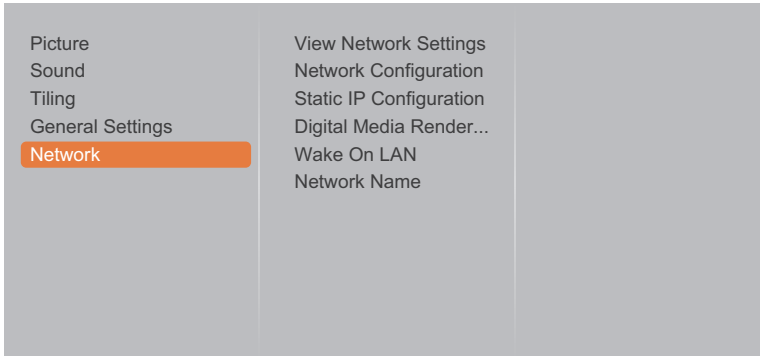 Picture
Sound
Tiling
General Settings
Network
View Network Settings
Network Configuration
Static IP Configuration
Digital Media Render...
Wake On LAN
Network Name